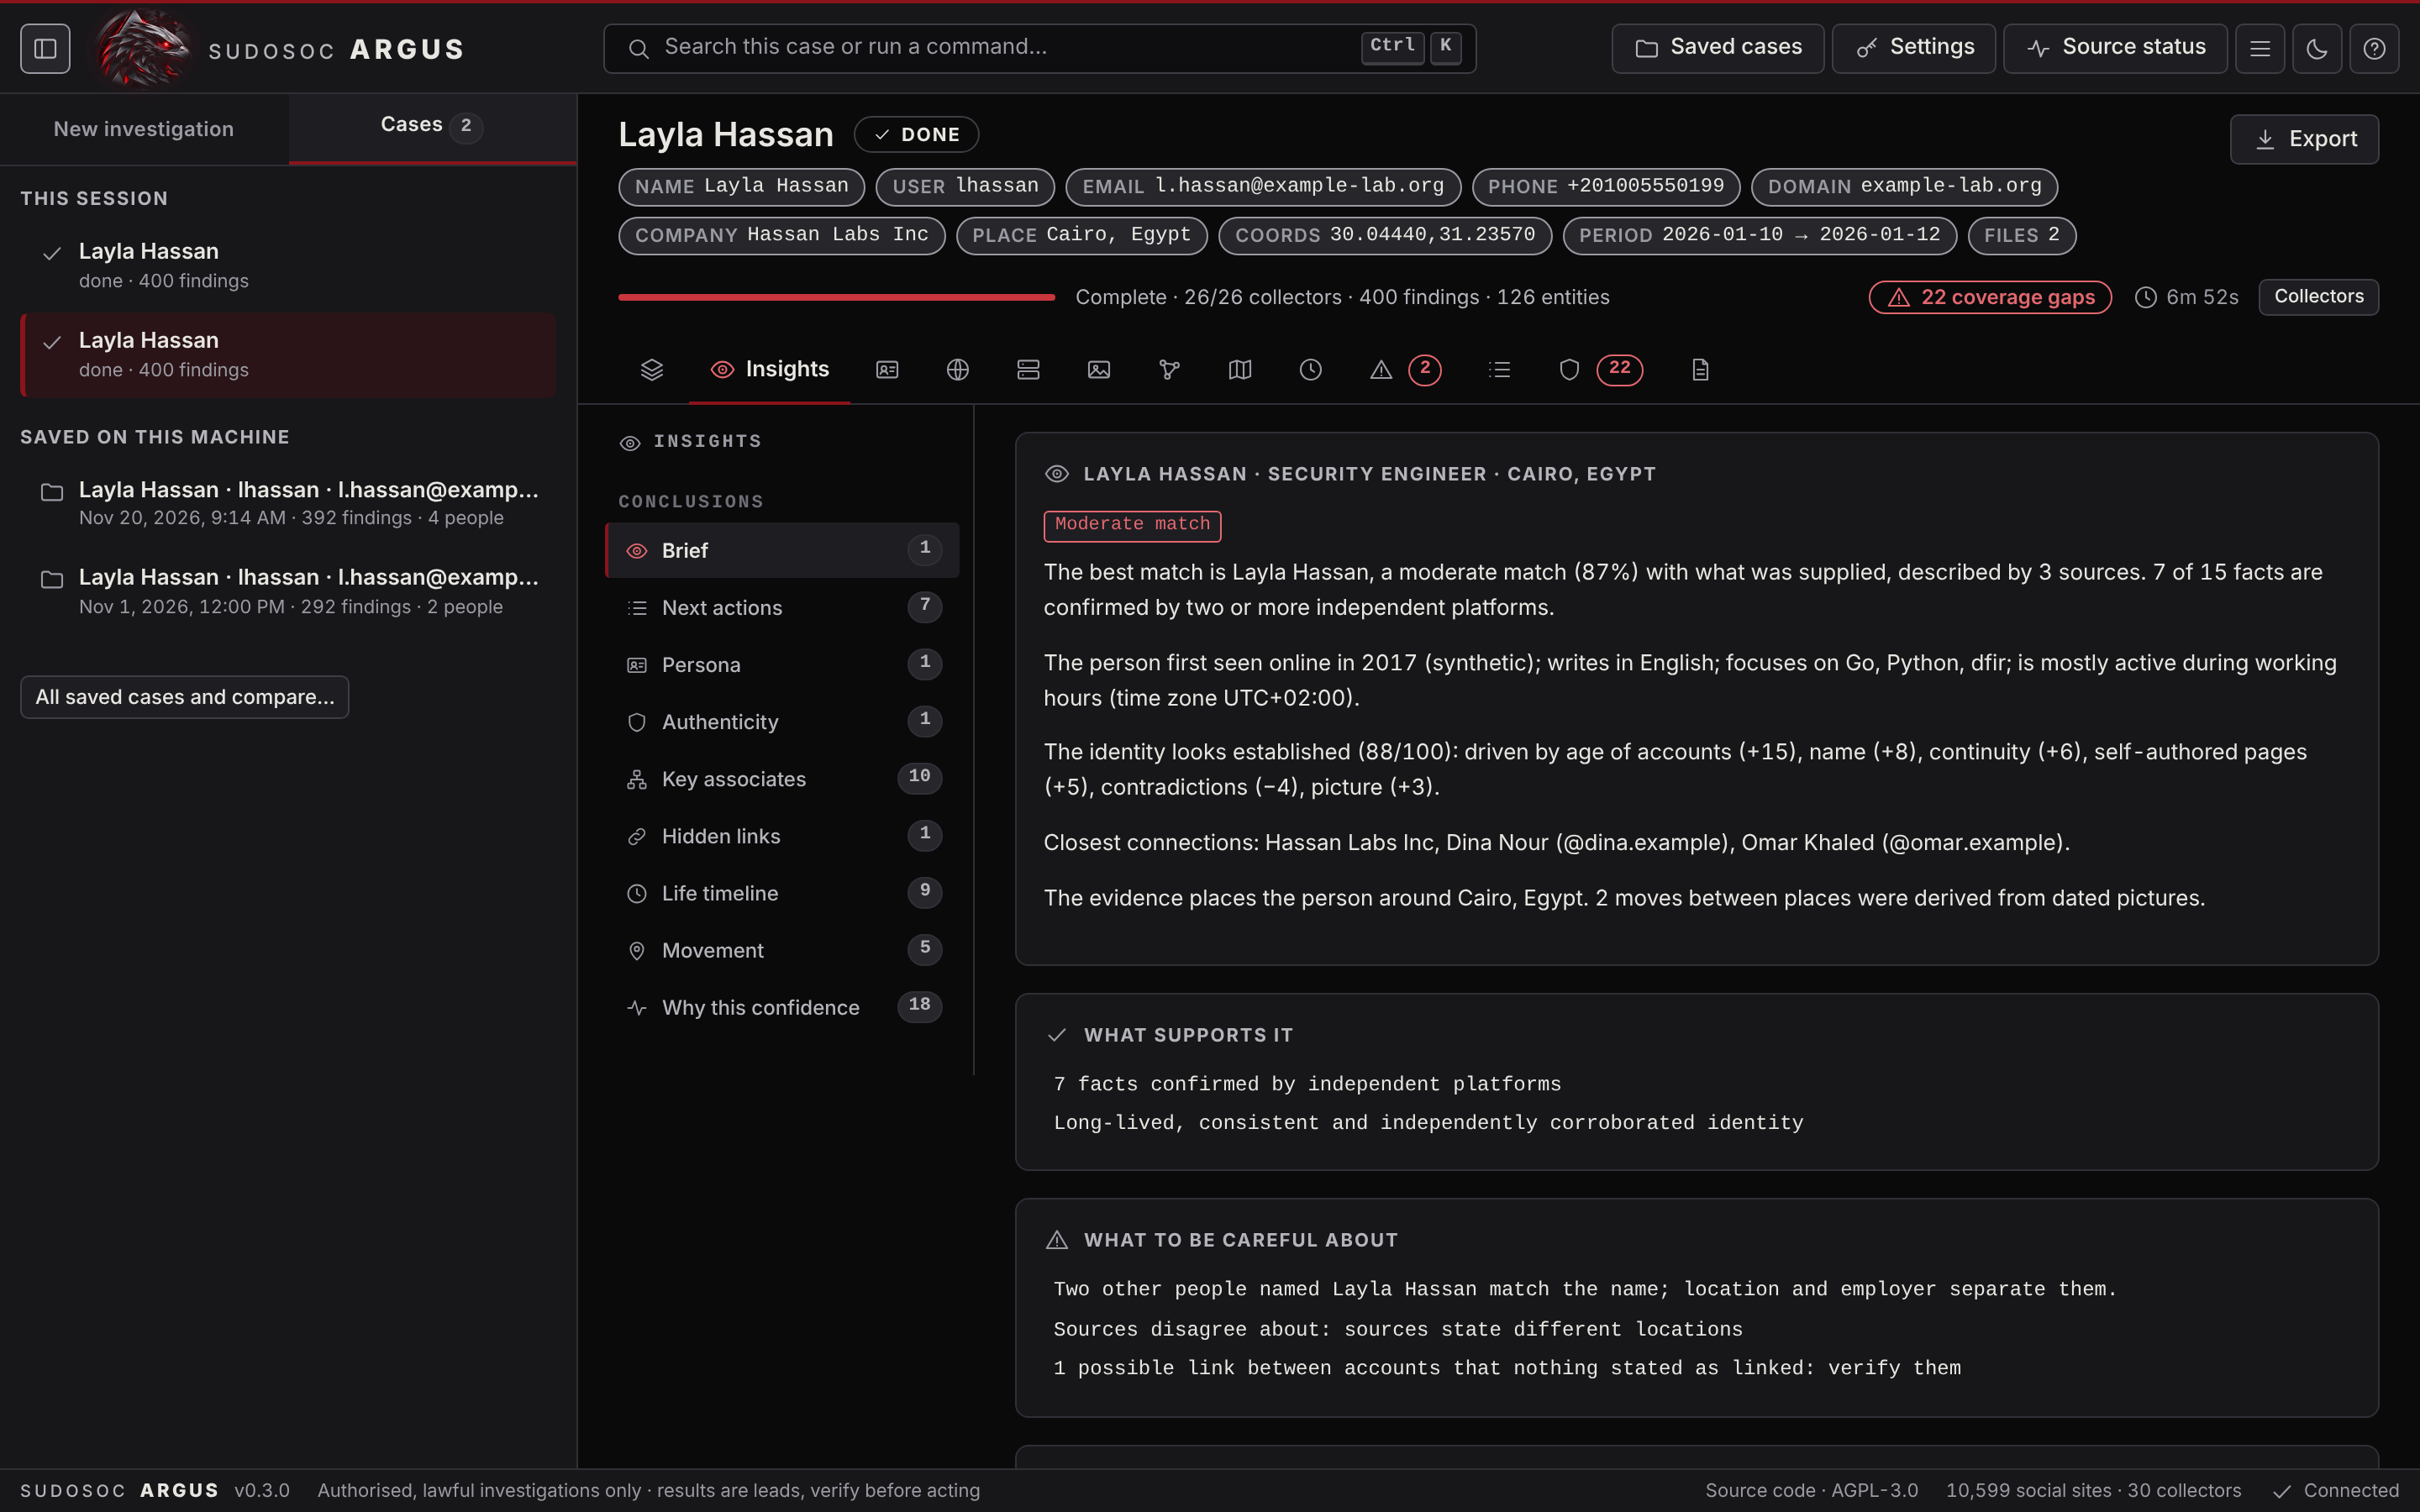 SUDOSOC ARGUS
Search this case or run a command...
Ctrl K
Saved cases
Settings
Source status
New investigation
Cases 2
THIS SESSION
Layla Hassan
done · 400 findings
Layla Hassan
done · 400 findings
SAVED ON THIS MACHINE
Layla Hassan · lhassan · l.hassan@examp...
Nov 20, 2026, 9:14 AM · 392 findings · 4 people
Layla Hassan · lhassan · l.hassan@examp...
Nov 1, 2026, 12:00 PM · 292 findings · 2 people
All saved cases and compare...
Layla Hassan
DONE
Export
NAME Layla Hassan
USER lhassan
EMAIL l.hassan@example-lab.org
PHONE +201005550199
DOMAIN example-lab.org
COMPANY Hassan Labs Inc
PLACE Cairo, Egypt
COORDS 30.04440,31.23570
PERIOD 2026-01-10 → 2026-01-12
FILES 2
Complete · 26/26 collectors · 400 findings · 126 entities
22 coverage gaps
6m 52s
Collectors
Insights
2
22
INSIGHTS
CONCLUSIONS
Brief 1
Next actions 7
Persona 1
Authenticity 1
Key associates 10
Hidden links 1
Life timeline 9
Movement 5
Why this confidence 18
LAYLA HASSAN · SECURITY ENGINEER · CAIRO, EGYPT
Moderate match
The best match is Layla Hassan, a moderate match (87%) with what was supplied, described by 3 sources. 7 of 15 facts are
confirmed by two or more independent platforms.
The person first seen online in 2017 (synthetic); writes in English; focuses on Go, Python, dfir; is mostly active during working
hours (time zone UTC+02:00).
The identity looks established (88/100): driven by age of accounts (+15), name (+8), continuity (+6), self-authored pages
(+5), contradictions (−4), picture (+3).
Closest connections: Hassan Labs Inc, Dina Nour (@dina.example), Omar Khaled (@omar.example).
The evidence places the person around Cairo, Egypt. 2 moves between places were derived from dated pictures.
WHAT SUPPORTS IT
7 facts confirmed by independent platforms
Long-lived, consistent and independently corroborated identity
WHAT TO BE CAREFUL ABOUT
Two other people named Layla Hassan match the name; location and employer separate them.
Sources disagree about: sources state different locations
1 possible link between accounts that nothing stated as linked: verify them
SUDOSOC ARGUS v0.3.0
Authorised, lawful investigations only · results are leads, verify before acting
Source code · AGPL-3.0
10,599 social sites · 30 collectors
Connected